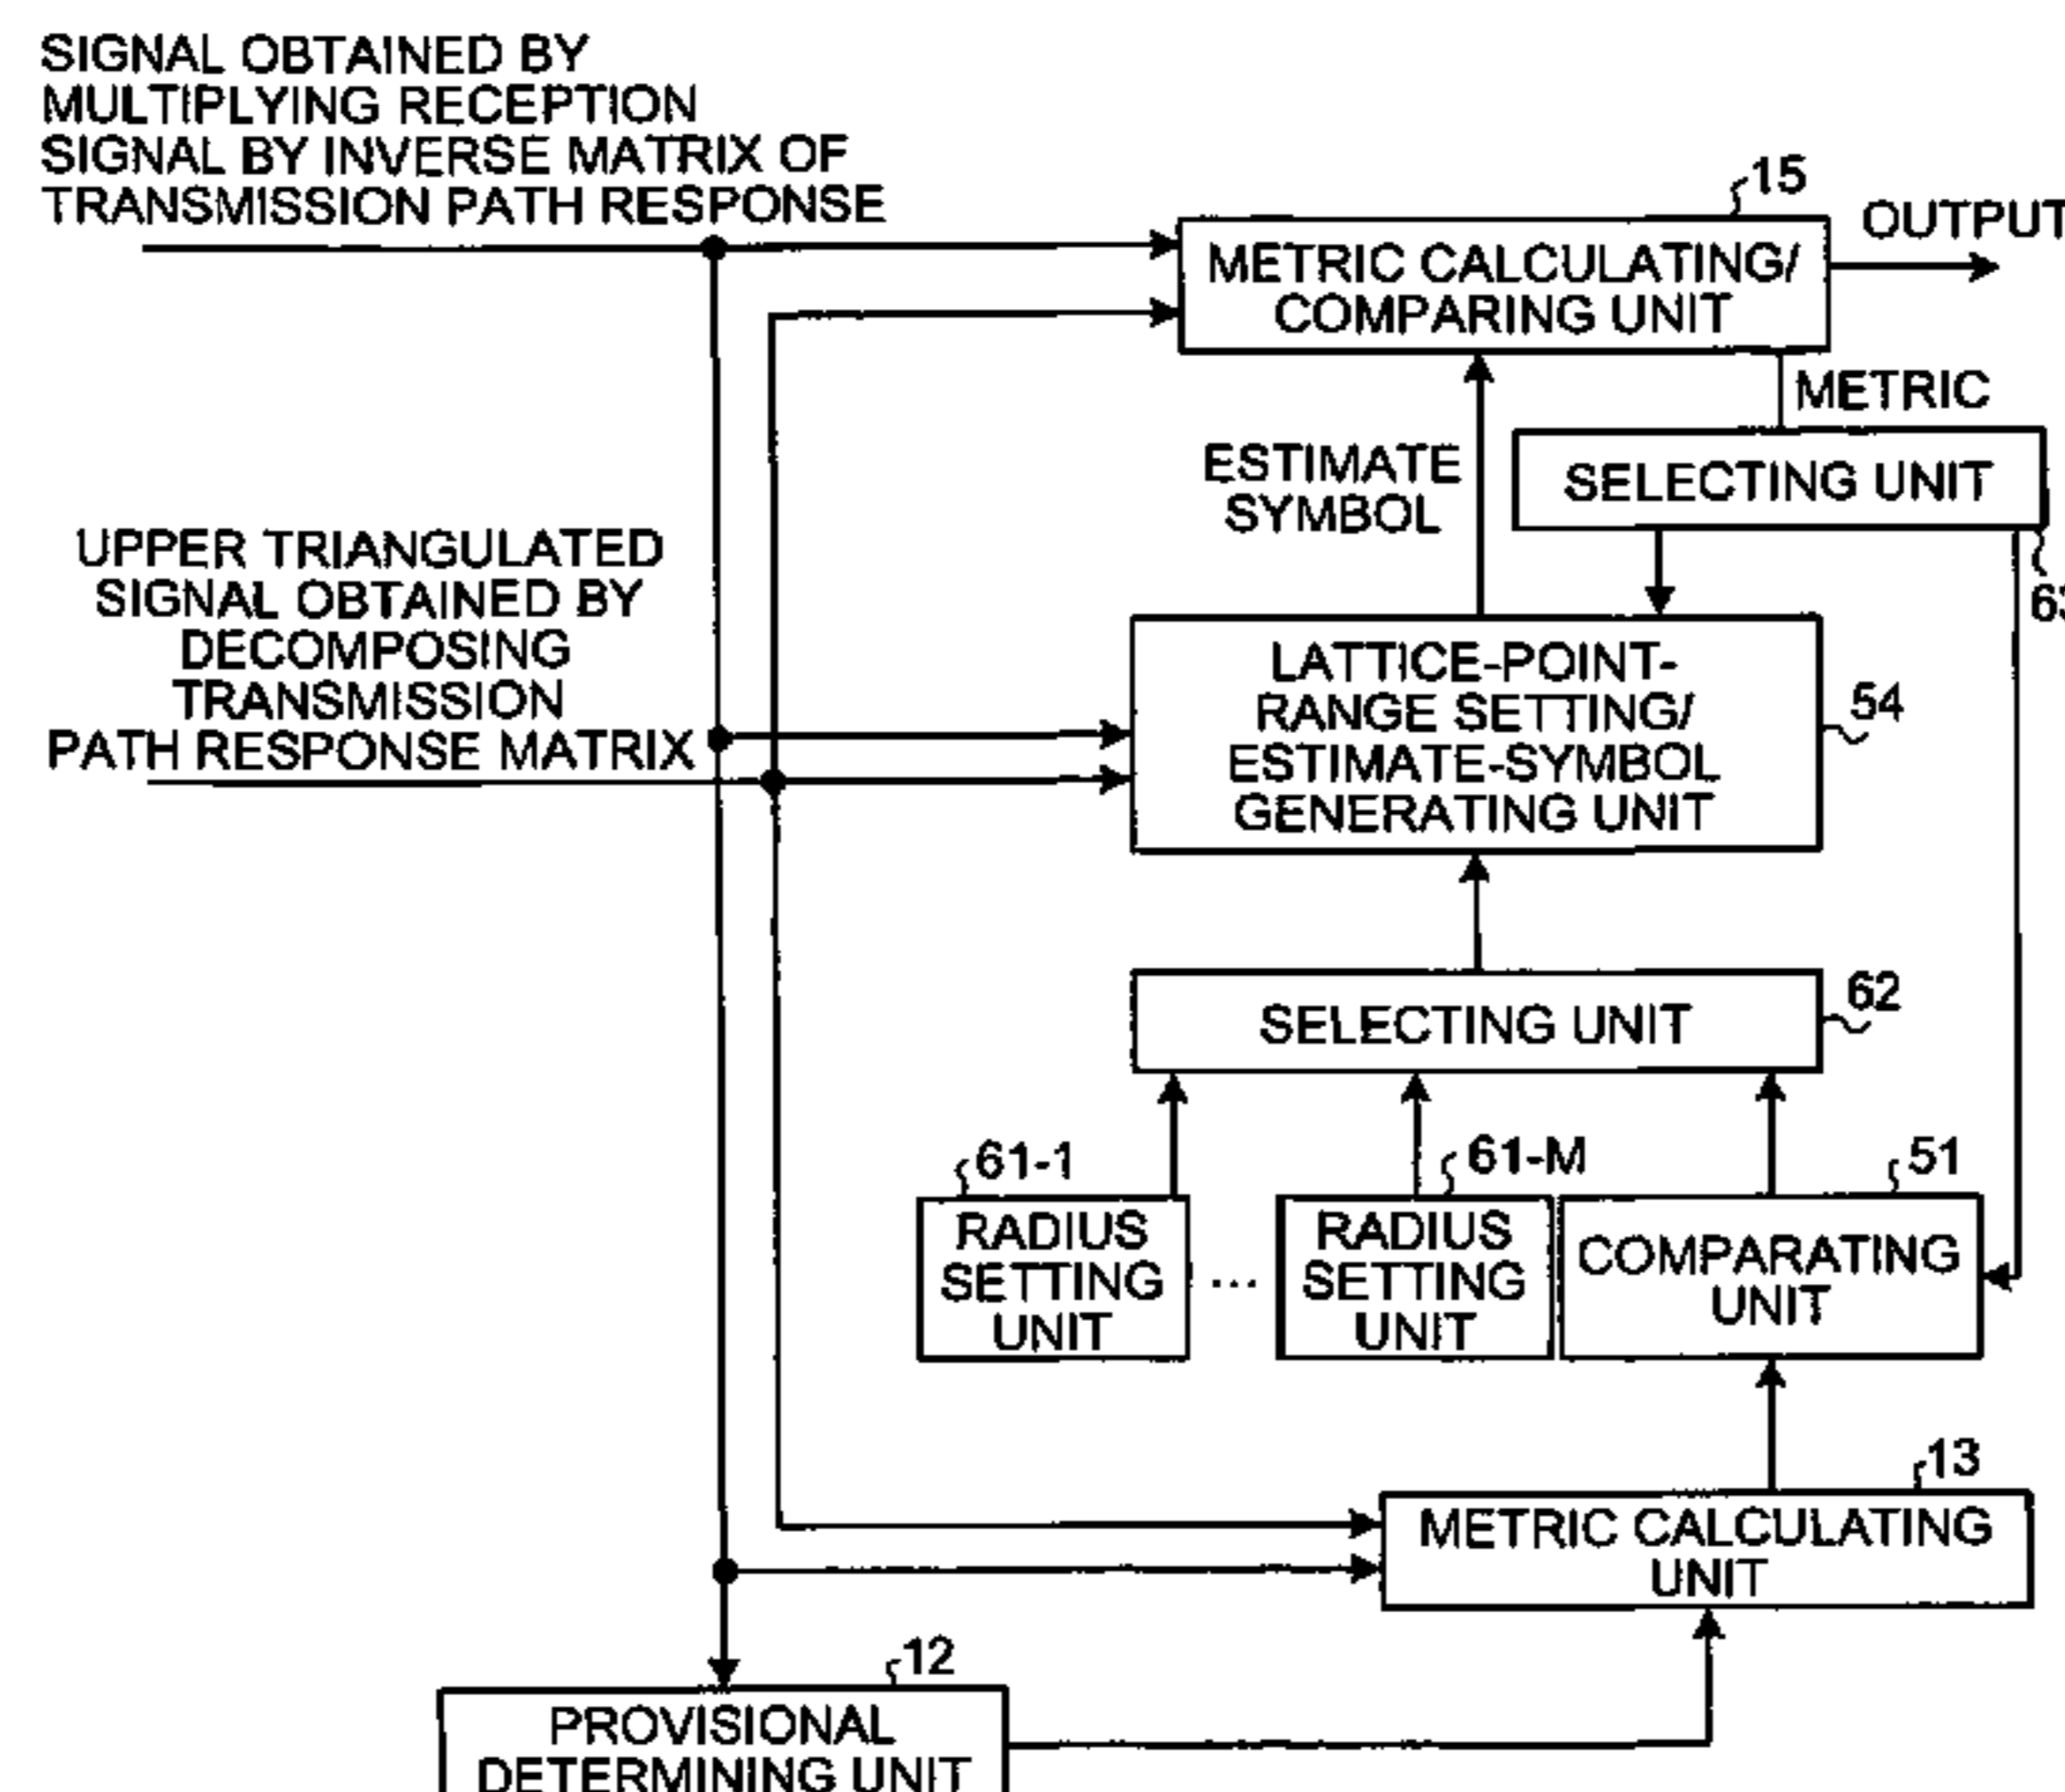 SIGNAL OBTAINED BY
MULTIPLYING RECEPTION
SIGNAL BY INVERSE MATRIX OF
TRANSMISSION PATH RESPONSE
15
OUTPUT
METRIC CALCULATING/
COMPARING UNIT
METRIC
ESTIMATE
SYMBOL
SELECTING UNIT
UPPER TRIANGULATED
SIGNAL OBTAINED BY
DECOMPOSING
TRANSMISSION
PATH RESPONSE MATRIX
LATTICE-POINT-
RANGE SETTING/
ESTIMATE-SYMBOL
GENERATING UNIT
54
SELECTING UNIT
62
61-1
RADIUS
SETTING
UNIT
...
61-M
RADIUS
SETTING
UNIT
51
COMPARATING
UNIT
13
METRIC CALCULATING
UNIT
12
PROVISIONAL
DETERMINING UNIT